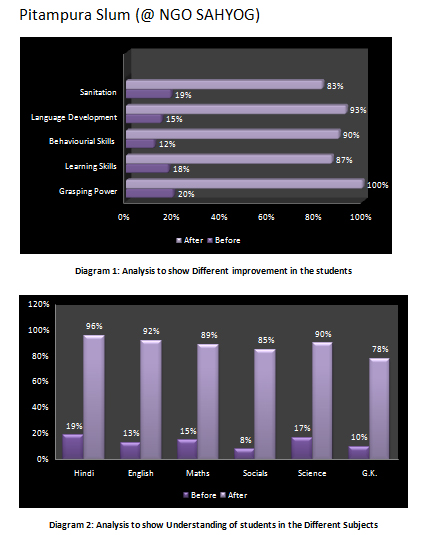 Pitampura Slum (@ NGO SAHYOG)
Sanitation
83%
19%
Language Development
93%
15%
Behaviourial Skills
90%
12%
Learning Skills
87%
18%
Grasping Power
100%
20%
0% 20% 40% 60% 80% 100%
After Before
Diagram 1: Analysis to show Different improvement in the students
120%
100%
80%
60%
40%
20%
0%
19% 96% 13% 92% 15% 89% 8% 85% 17% 90% 10% 78%
Hindi English Maths Socials Science G.K.
Before After
Diagram 2: Analysis to show Understanding of students in the Different Subjects